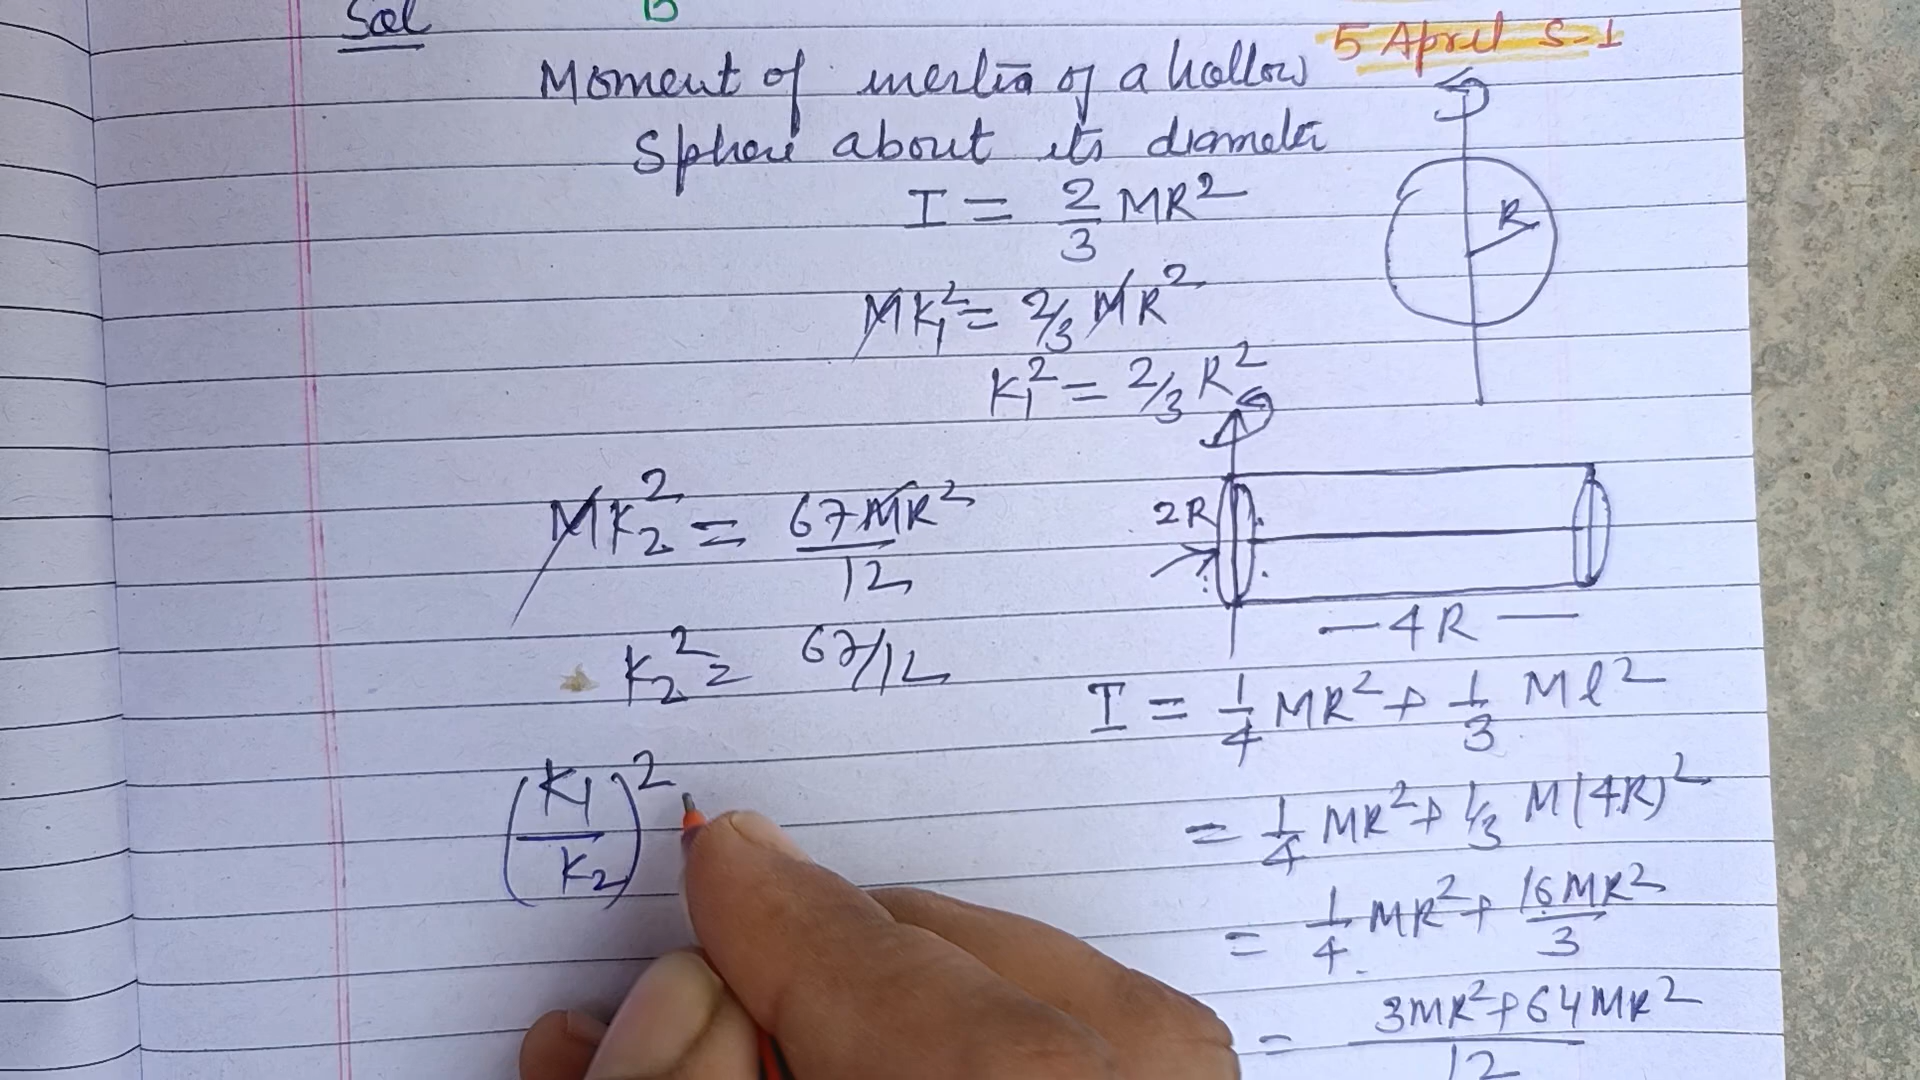 Sol
B
5 April S-1
Moment of inertia of a hollow
Sphere about its diameter
I = 2/3 MR²
R
MK₁² = 2/3 MR²
K₁² = 2/3 R²
MK₂² = 67MR²/12
K₂² = 67/12
(K₁/K₂)²
2R
4R
I = 1/4 MR² + 1/3 Ml²
= 1/4 MR² + 1/3 M(4R)²
= 1/4 MR² + 16MR²/3
= 3MR² + 64MR²/12